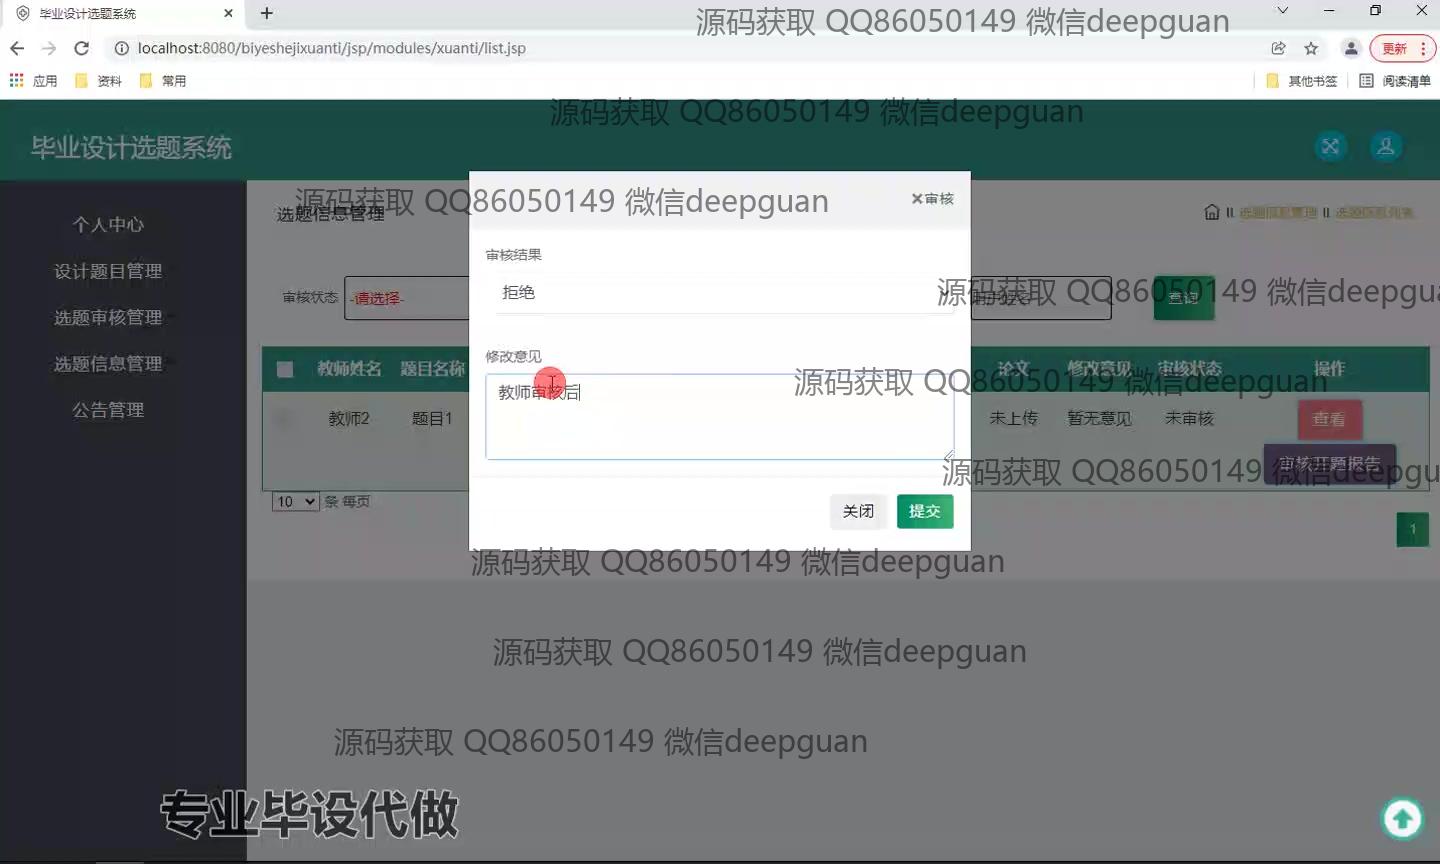 毕业设计选题系统
源码获取 QQ86050149 微信deepguan
localhost:8080/biyeshejixuanti/jsp/modules/xuanti/list.jsp
更新
应用
资料
常用
其他书签
阅读清单
源码获取 QQ86050149 微信deepguan
毕业设计选题系统
源码获取 QQ86050149 微信deepguan
×审核
个人中心
选题信息管理
选题信息管理
选题信息列表
审核结果
设计题目管理
审核状态
-请选择-
拒绝
源码获取 QQ86050149 微信deepgua
查询
选题审核管理
修改意见
选题信息管理
教师姓名 题目名称
论文 修改意见 审核状态 操作
源码获取 QQ86050149 微信deepguan
教师审核后
公告管理
教师2 题目1
未上传 暂无意见 未审核 查看
审核开题报告
源码获取 QQ86050149 微信deepgu
10 条 每页
关闭
提交
1
源码获取 QQ86050149 微信deepguan
源码获取 QQ86050149 微信deepguan
源码获取 QQ86050149 微信deepguan
专业毕设代做